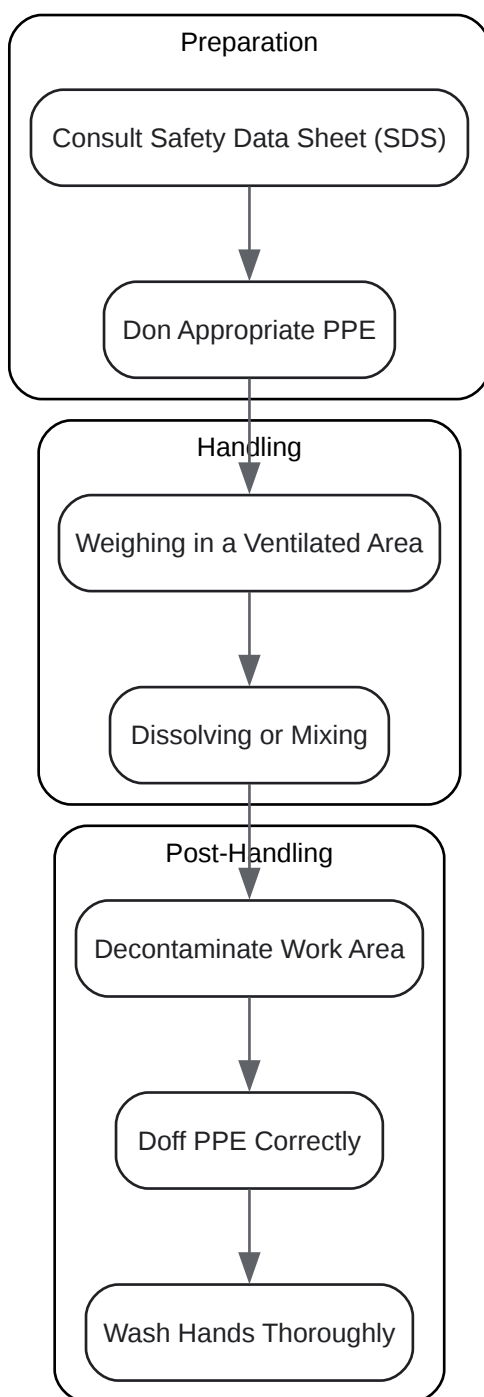 Preparation
Consult Safety Data Sheet (SDS)
Don Appropriate PPE
Handling
Weighing in a Ventilated Area
Dissolving or Mixing
Post-Handling
Decontaminate Work Area
Doff PPE Correctly
Wash Hands Thoroughly